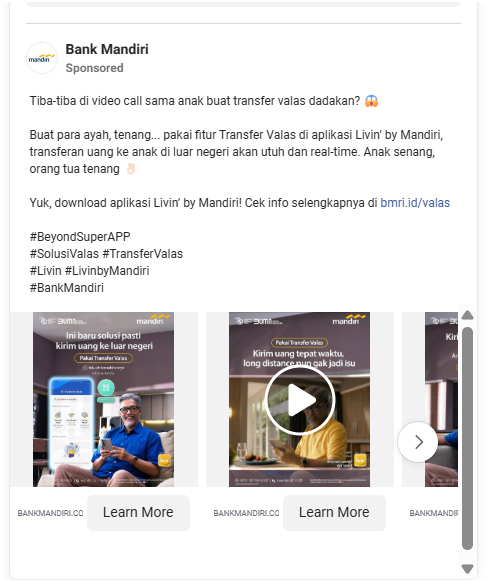 Bank Mandiri
mandiri
Sponsored
Tiba-tiba di video call sama anak buat transfer valas dadakan? 😱
Buat para ayah, tenang... pakai fitur Transfer Valas di aplikasi Livin’ by Mandiri,
transferan uang ke anak di luar negeri akan utuh dan real-time. Anak senang,
orang tua tenang 👌🏻
Yuk, download aplikasi Livin’ by Mandiri! Cek info selengkapnya di bmri.id/valas
#BeyondSuperAPP
#SolusiValas #TransferValas
#Livin #LivinbyMandiri
#BankMandiri
BUMN mandiri
Ini baru solusi pasti
kirim uang ke luar negeri
Pakai Transfer Valas
BANKMANDIRI.CO
Learn More
BUMN mandiri
Pakai Transfer Valas
Kirim uang tepat waktu,
long distance pun gak jadi isu
BANKMANDIRI.CO
Learn More
BANKMANDIR